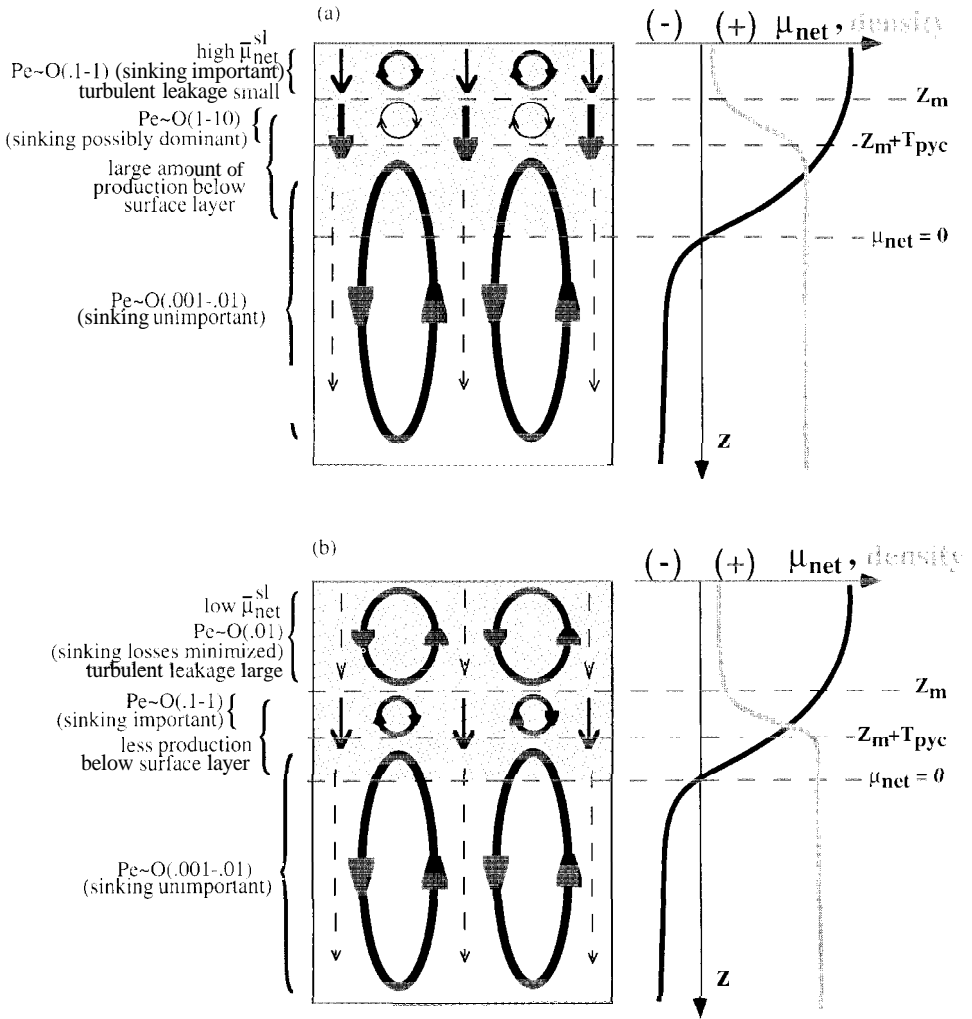 (a)
(-) (+) μnet , density
high μ̄net^sl
Pe~O(.1-1) (sinking important)
turbulent leakage small
Zm
Pe~O(1-10)
(sinking possibly dominant)
Zm+Tpyc
large amount of
production below
surface layer
μnet = 0
Pe~O(.001-.01)
(sinking unimportant)
z
(b)
(-) (+) μnet , density
low μ̄net^sl
Pe~O(.01)
(sinking losses minimized)
turbulent leakage large
Zm
Pe~O(.1-1)
(sinking important)
Zm+Tpyc
less production
below surface layer
μnet = 0
Pe~O(.001-.01)
(sinking unimportant)
z